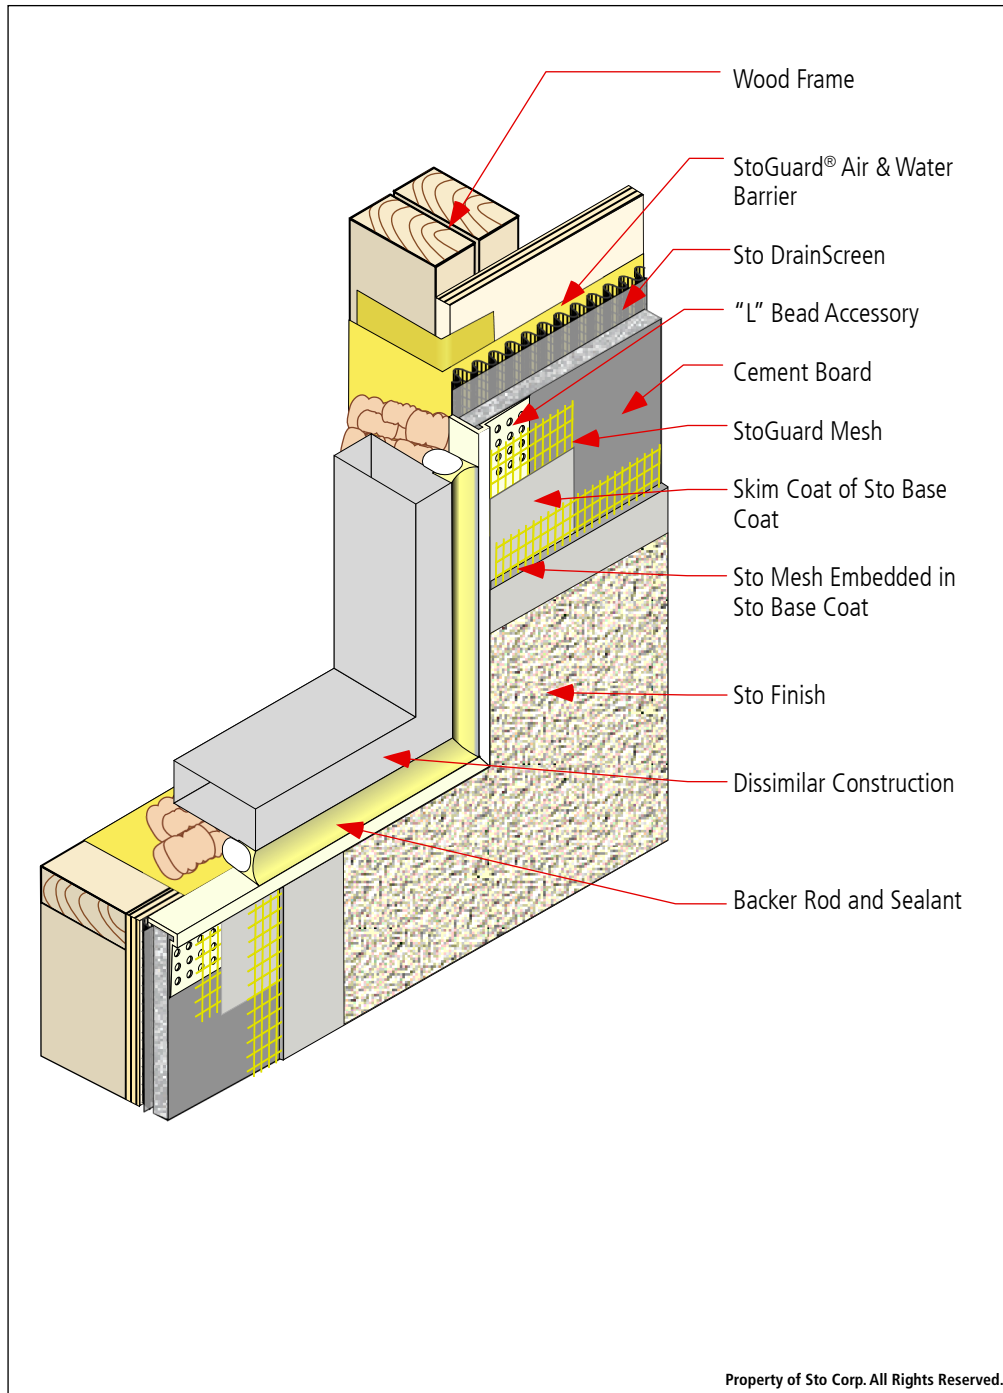 Wood Frame
StoGuard® Air & Water
Barrier
Sto DrainScreen
“L” Bead Accessory
Cement Board
StoGuard Mesh
Skim Coat of Sto Base
Coat
Sto Mesh Embedded in
Sto Base Coat
Sto Finish
Dissimilar Construction
Backer Rod and Sealant
Property of Sto Corp. All Rights Reserved.